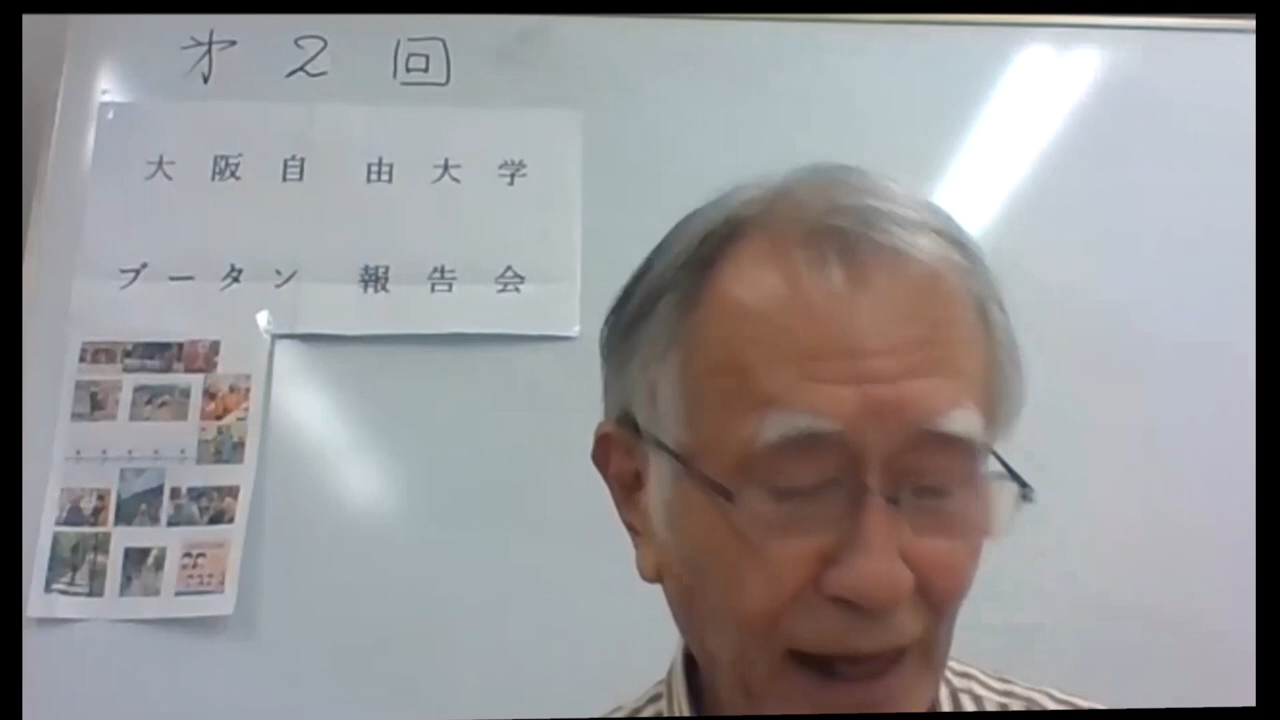 才２回
大阪自由大学
ブータン 報告会